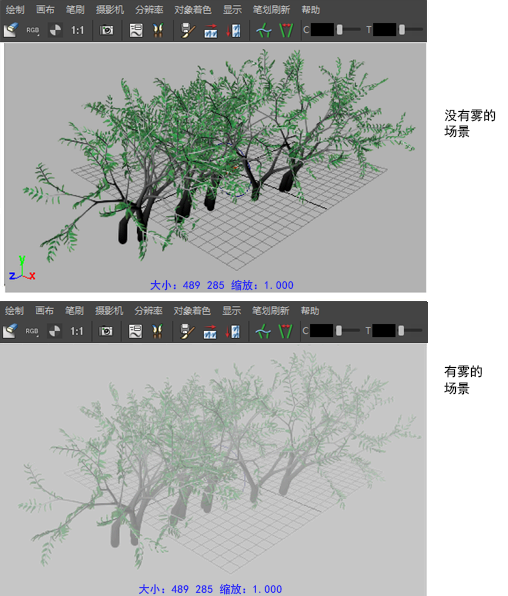 绘制 画布 笔刷 摄影机 分辨率 对象着色 显示 笔划刷新 帮助
RGB 1:1 C T
没有雾的
场景
y
z x
大小: 489 285 缩放: 1.000
绘制 画布 笔刷 摄影机 分辨率 对象着色 显示 笔划刷新 帮助
RGB 1:1 C T
有雾的
场景
大小: 489 285 缩放: 1.000